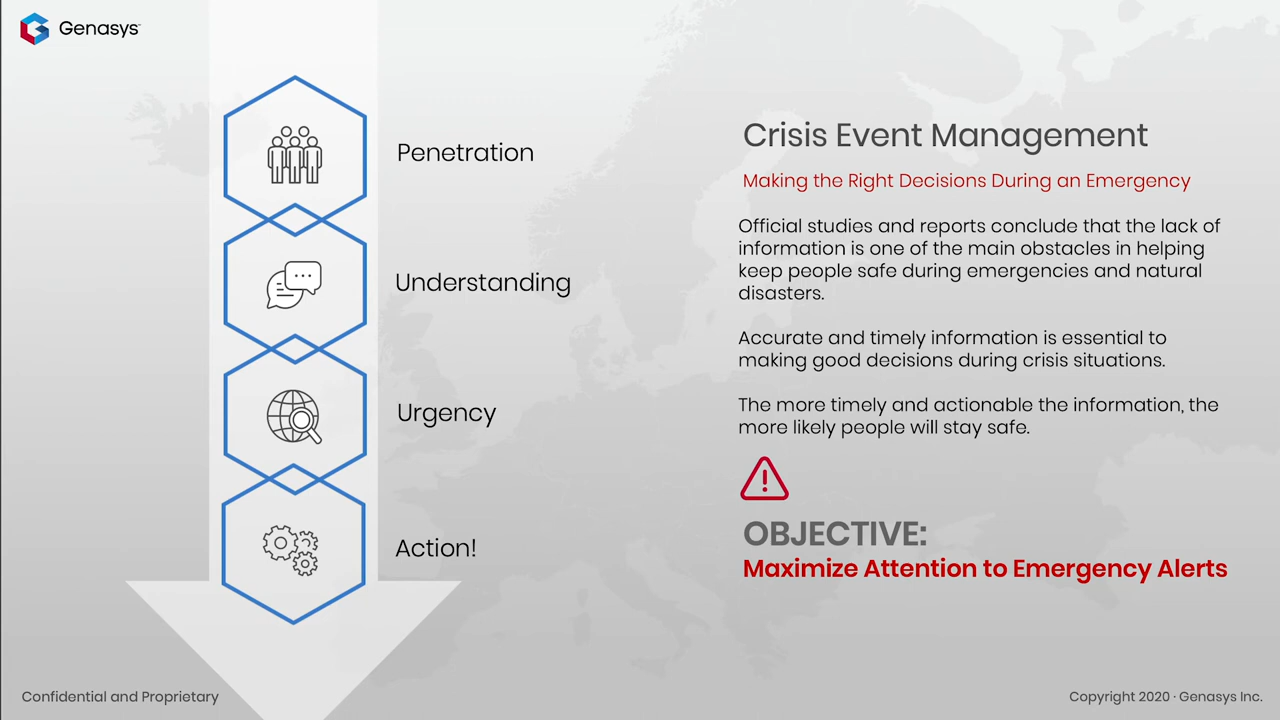 Genasys
Penetration
Understanding
Urgency
Action!
Crisis Event Management
Making the Right Decisions During an Emergency
Official studies and reports conclude that the lack of
information is one of the main obstacles in helping
keep people safe during emergencies and natural
disasters.
Accurate and timely information is essential to
making good decisions during crisis situations.
The more timely and actionable the information, the
more likely people will stay safe.
OBJECTIVE:
Maximize Attention to Emergency Alerts
Confidential and Proprietary
Copyright 2020 · Genasys Inc.